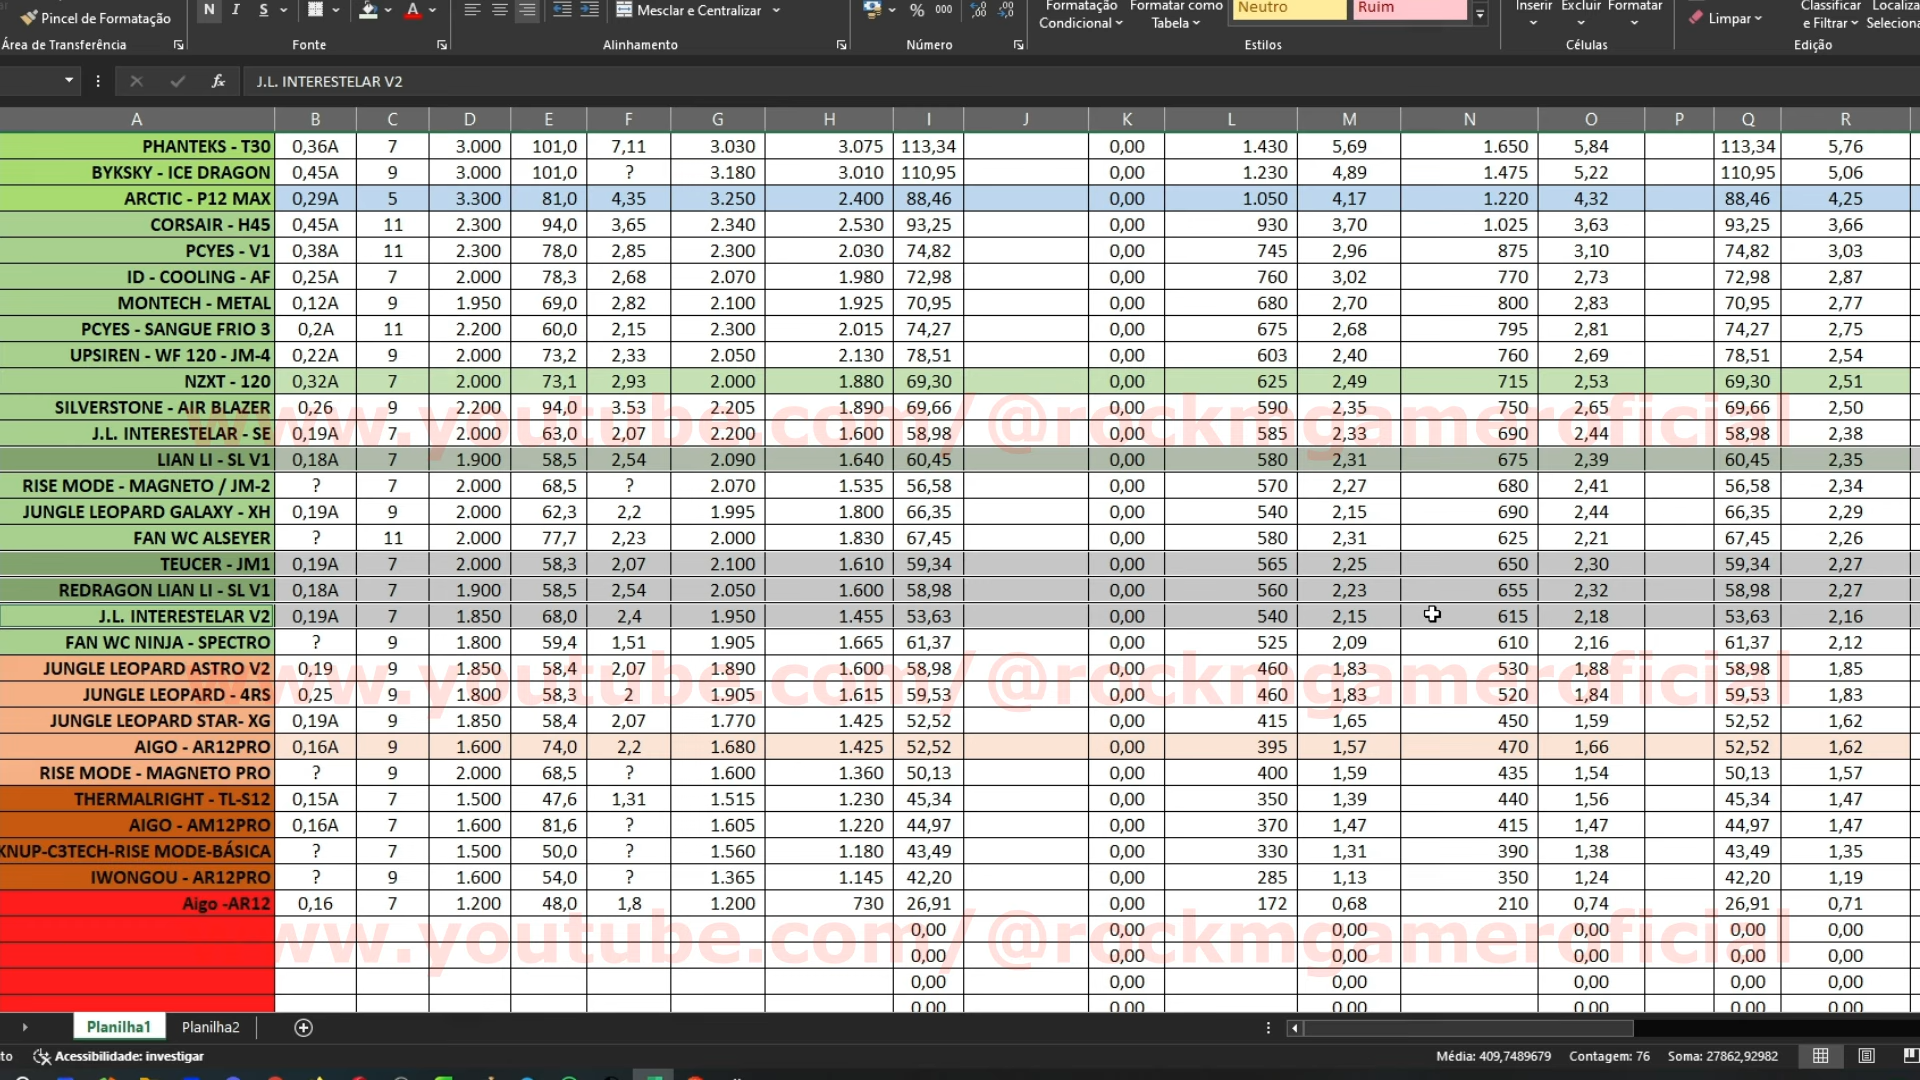 Pincel de Formatação N I S A Mesclar e Centralizar % 000 Formatação Condicional Formatar como Tabela Neutro Ruim Inserir Excluir Formatar Limpar Classificar e Filtrar
Área de Transferência Fonte Alinhamento Número Estilos Células Edição
fx J.L. INTERESTELAR V2
A B C D E F G H I J K L M N O P Q R
PHANTEKS - T30 0,36A 7 3.000 101,0 7,11 3.030 3.075 113,34 0,00 1.430 5,69 1.650 5,84 113,34 5,76
BYKSKY - ICE DRAGON 0,45A 9 3.000 101,0 ? 3.180 3.010 110,95 0,00 1.230 4,89 1.475 5,22 110,95 5,06
ARCTIC - P12 MAX 0,29A 5 3.300 81,0 4,35 3.250 2.400 88,46 0,00 1.050 4,17 1.220 4,32 88,46 4,25
CORSAIR - H45 0,45A 11 2.300 94,0 3,65 2.340 2.530 93,25 0,00 930 3,70 1.025 3,63 93,25 3,66
PCYES - V1 0,38A 11 2.300 78,0 2,85 2.300 2.030 74,82 0,00 745 2,96 875 3,10 74,82 3,03
ID - COOLING - AF 0,25A 7 2.000 78,3 2,68 2.070 1.980 72,98 0,00 760 3,02 770 2,73 72,98 2,87
MONTECH - METAL 0,12A 9 1.950 69,0 2,82 2.100 1.925 70,95 0,00 680 2,70 800 2,83 70,95 2,77
PCYES - SANGUE FRIO 3 0,2A 11 2.200 60,0 2,15 2.300 2.015 74,27 0,00 675 2,68 795 2,81 74,27 2,75
UPSIREN - WF 120 - JM-4 0,22A 9 2.000 73,2 2,33 2.050 2.130 78,51 0,00 603 2,40 760 2,69 78,51 2,54
NZXT - 120 0,32A 7 2.000 73,1 2,93 2.000 1.880 69,30 0,00 625 2,49 715 2,53 69,30 2,51
SILVERSTONE - AIR BLAZER 0,26 9 2.200 94,0 3.53 2.205 1.890 69,66 0,00 590 2,35 750 2,65 69,66 2,50
www.youtube.com/@rockmgameroficial
J.L. INTERESTELAR - SE 0,19A 7 2.000 63,0 2,07 2.200 1.600 58,98 0,00 585 2,33 690 2,44 58,98 2,38
LIAN LI - SL V1 0,18A 7 1.900 58,5 2,54 2.090 1.640 60,45 0,00 580 2,31 675 2,39 60,45 2,35
RISE MODE - MAGNETO / JM-2 ? 7 2.000 68,5 ? 2.070 1.535 56,58 0,00 570 2,27 680 2,41 56,58 2,34
JUNGLE LEOPARD GALAXY - XH 0,19A 9 2.000 62,3 2,2 1.995 1.800 66,35 0,00 540 2,15 690 2,44 66,35 2,29
FAN WC ALSEYER ? 11 2.000 77,7 2,23 2.000 1.830 67,45 0,00 580 2,31 625 2,21 67,45 2,26
TEUCER - JM1 0,19A 7 2.000 58,3 2,07 2.100 1.610 59,34 0,00 565 2,25 650 2,30 59,34 2,27
REDRAGON LIAN LI - SL V1 0,18A 7 1.900 58,5 2,54 2.050 1.600 58,98 0,00 560 2,23 655 2,32 58,98 2,27
J.L. INTERESTELAR V2 0,19A 7 1.850 68,0 2,4 1.950 1.455 53,63 0,00 540 2,15 615 2,18 53,63 2,16
FAN WC NINJA - SPECTRO ? 9 1.800 59,4 1,51 1.905 1.665 61,37 0,00 525 2,09 610 2,16 61,37 2,12
JUNGLE LEOPARD ASTRO V2 0,19 9 1.850 58,4 2,07 1.890 1.600 58,98 0,00 460 1,83 530 1,88 58,98 1,85
www.youtube.com/@rockmgameroficial
JUNGLE LEOPARD - 4RS 0,25 9 1.800 58,3 2 1.905 1.615 59,53 0,00 460 1,83 520 1,84 59,53 1,83
JUNGLE LEOPARD STAR- XG 0,19A 9 1.850 58,4 2,07 1.770 1.425 52,52 0,00 415 1,65 450 1,59 52,52 1,62
AIGO - AR12PRO 0,16A 9 1.600 74,0 2,2 1.680 1.425 52,52 0,00 395 1,57 470 1,66 52,52 1,62
RISE MODE - MAGNETO PRO ? 9 2.000 68,5 ? 1.600 1.360 50,13 0,00 400 1,59 435 1,54 50,13 1,57
THERMALRIGHT - TL-S12 0,15A 7 1.500 47,6 1,31 1.515 1.230 45,34 0,00 350 1,39 440 1,56 45,34 1,47
AIGO - AM12PRO 0,16A 7 1.600 81,6 ? 1.605 1.220 44,97 0,00 370 1,47 415 1,47 44,97 1,47
KNUP-C3TECH-RISE MODE-BÁSICA ? 7 1.500 50,0 ? 1.560 1.180 43,49 0,00 330 1,31 390 1,38 43,49 1,35
IWONGOU - AR12PRO ? 9 1.600 54,0 ? 1.365 1.145 42,20 0,00 285 1,13 350 1,24 42,20 1,19
Aigo -AR12 0,16 7 1.200 48,0 1,8 1.200 730 26,91 0,00 172 0,68 210 0,74 26,91 0,71
0,00 0,00 0,00 0,00 0,00 0,00
www.youtube.com/@rockmgameroficial
0,00 0,00 0,00 0,00 0,00 0,00
0,00 0,00 0,00 0,00 0,00 0,00
0,00 0,00 0,00 0,00 0,00 0,00
Planilha1 Planilha2
Acessibilidade: investigar Média: 409,7489679 Contagem: 76 Soma: 27862,92982